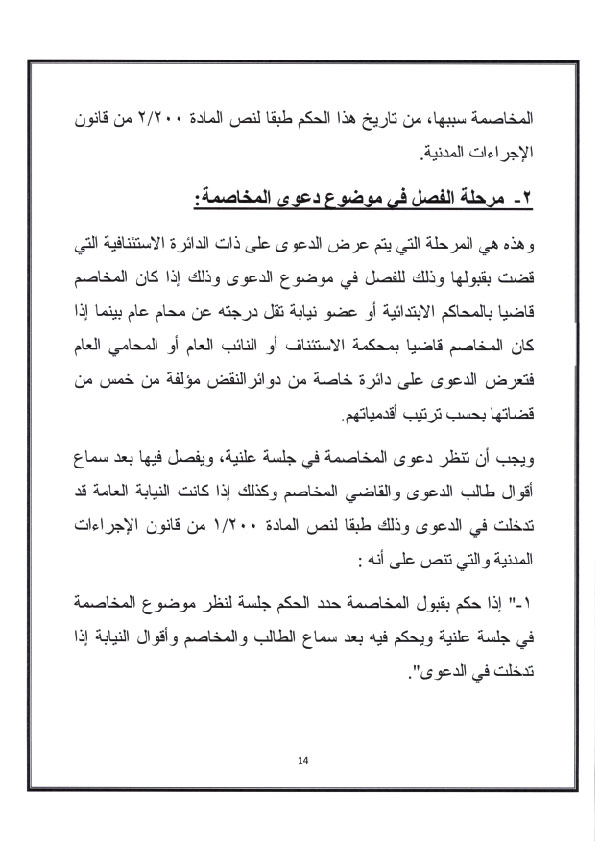 المخاصمة سببها، من تاريخ هذا الحكم طبقا لنص المادة ٢/٢٠٠ من قانون
الإجراءات المدنية.
٢- مرحلة الفصل في موضوع دعوى المخاصمة:
وهذه هي المرحلة التي يتم عرض الدعوى على ذات الدائرة الاستئنافية التي
قضت بقبولها وذلك للفصل في موضوع الدعوى وذلك إذا كان المخاصم
قاضيا بالمحاكم الابتدائية أو عضو نيابة تقل درجته عن محام عام بينما إذا
كان المخاصم قاضيا بمحكمة الاستئناف أو النائب العام أو المحامي العام
فتعرض الدعوى على دائرة خاصة من دوائرالنقض مؤلفة من خمس من
قضاتها بحسب ترتيب أقدمياتهم.
ويجب أن تنظر دعوى المخاصمة في جلسة علنية، ويفصل فيها بعد سماع
أقوال طالب الدعوى والقاضي المخاصم وكذلك إذا كانت النيابة العامة قد
تدخلت في الدعوى وذلك طبقا لنص المادة ١/٢٠٠ من قانون الإجراءات
المدنية والتي تنص على أنه :
١-" إذا حكم بقبول المخاصمة حدد الحكم جلسة لنظر موضوع المخاصمة
في جلسة علنية ويحكم فيه بعد سماع الطالب والمخاصم وأقوال النيابة إذا
تدخلت في الدعوى".
14